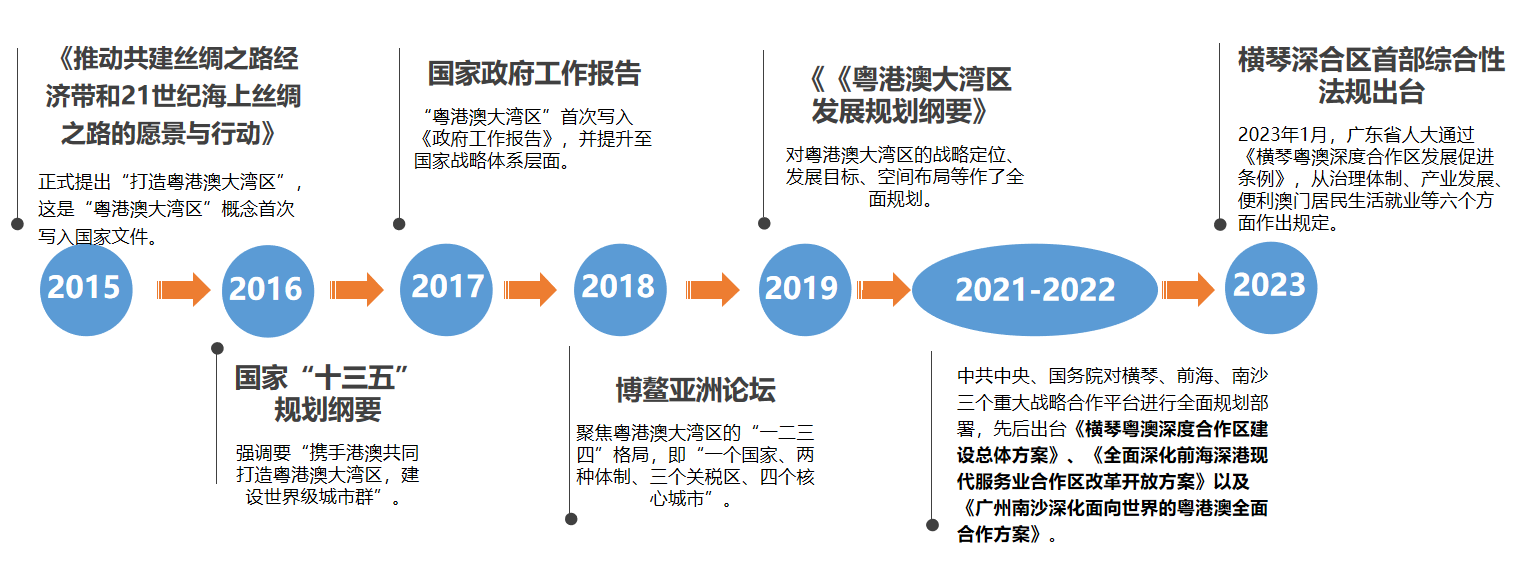 《推动共建丝绸之路经
济带和21世纪海上丝绸
之路的愿景与行动》
正式提出“打造粤港澳大湾区”，
这是“粤港澳大湾区”概念首次
写入国家文件。
2015
2016
国家“十三五”
规划纲要
强调要“携手港澳共同
打造粤港澳大湾区，建
设世界级城市群”。
国家政府工作报告
“粤港澳大湾区”首次写入
《政府工作报告》，并提升至
国家战略体系层面。
2017
2018
博鳌亚洲论坛
聚焦粤港澳大湾区的“一二三
四”格局，即“一个国家、两
种体制、三个关税区、四个核
心城市”。
《《粤港澳大湾区
发展规划纲要》
对粤港澳大湾区的战略定位、
发展目标、空间布局等作了全
面规划。
2019
2021-2022
中共中央、国务院对横琴、前海、南沙
三个重大战略合作平台进行全面规划部
署，先后出台《横琴粤澳深度合作区建
设总体方案》、《全面深化前海深港现
代服务业合作区改革开放方案》以及
《广州南沙深化面向世界的粤港澳全面
合作方案》。
横琴深合区首部综合性
法规出台
2023年1月，广东省人大通过
《横琴粤澳深度合作区发展促进
条例》，从治理体制、产业发展、
便利澳门居民生活就业等六个方
面作出规定。
2023